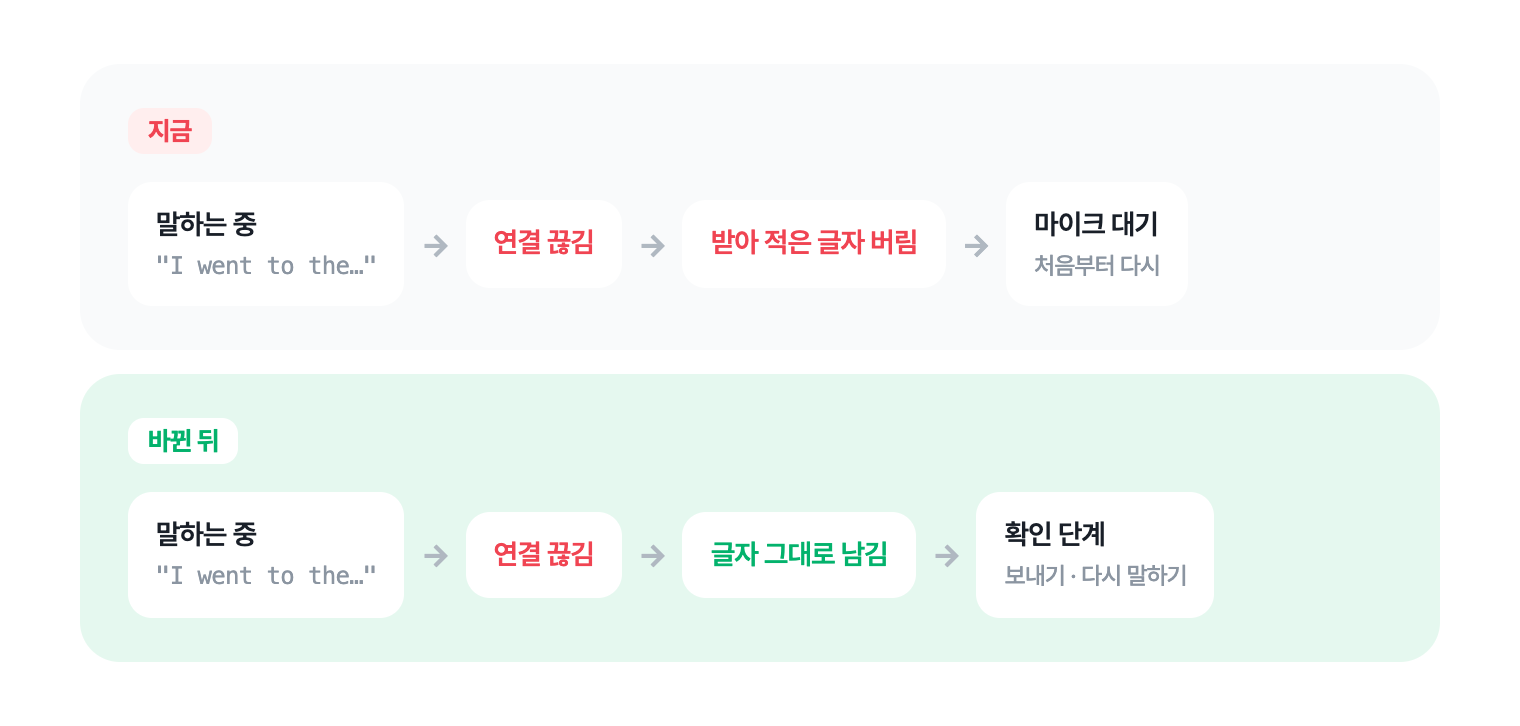 지금
말하는 중
"I went to the…"
→
연결 끊김
→
받아 적은 글자 버림
→
마이크 대기
처음부터 다시
바뀐 뒤
말하는 중
"I went to the…"
→
연결 끊김
→
글자 그대로 남김
→
확인 단계
보내기 · 다시 말하기